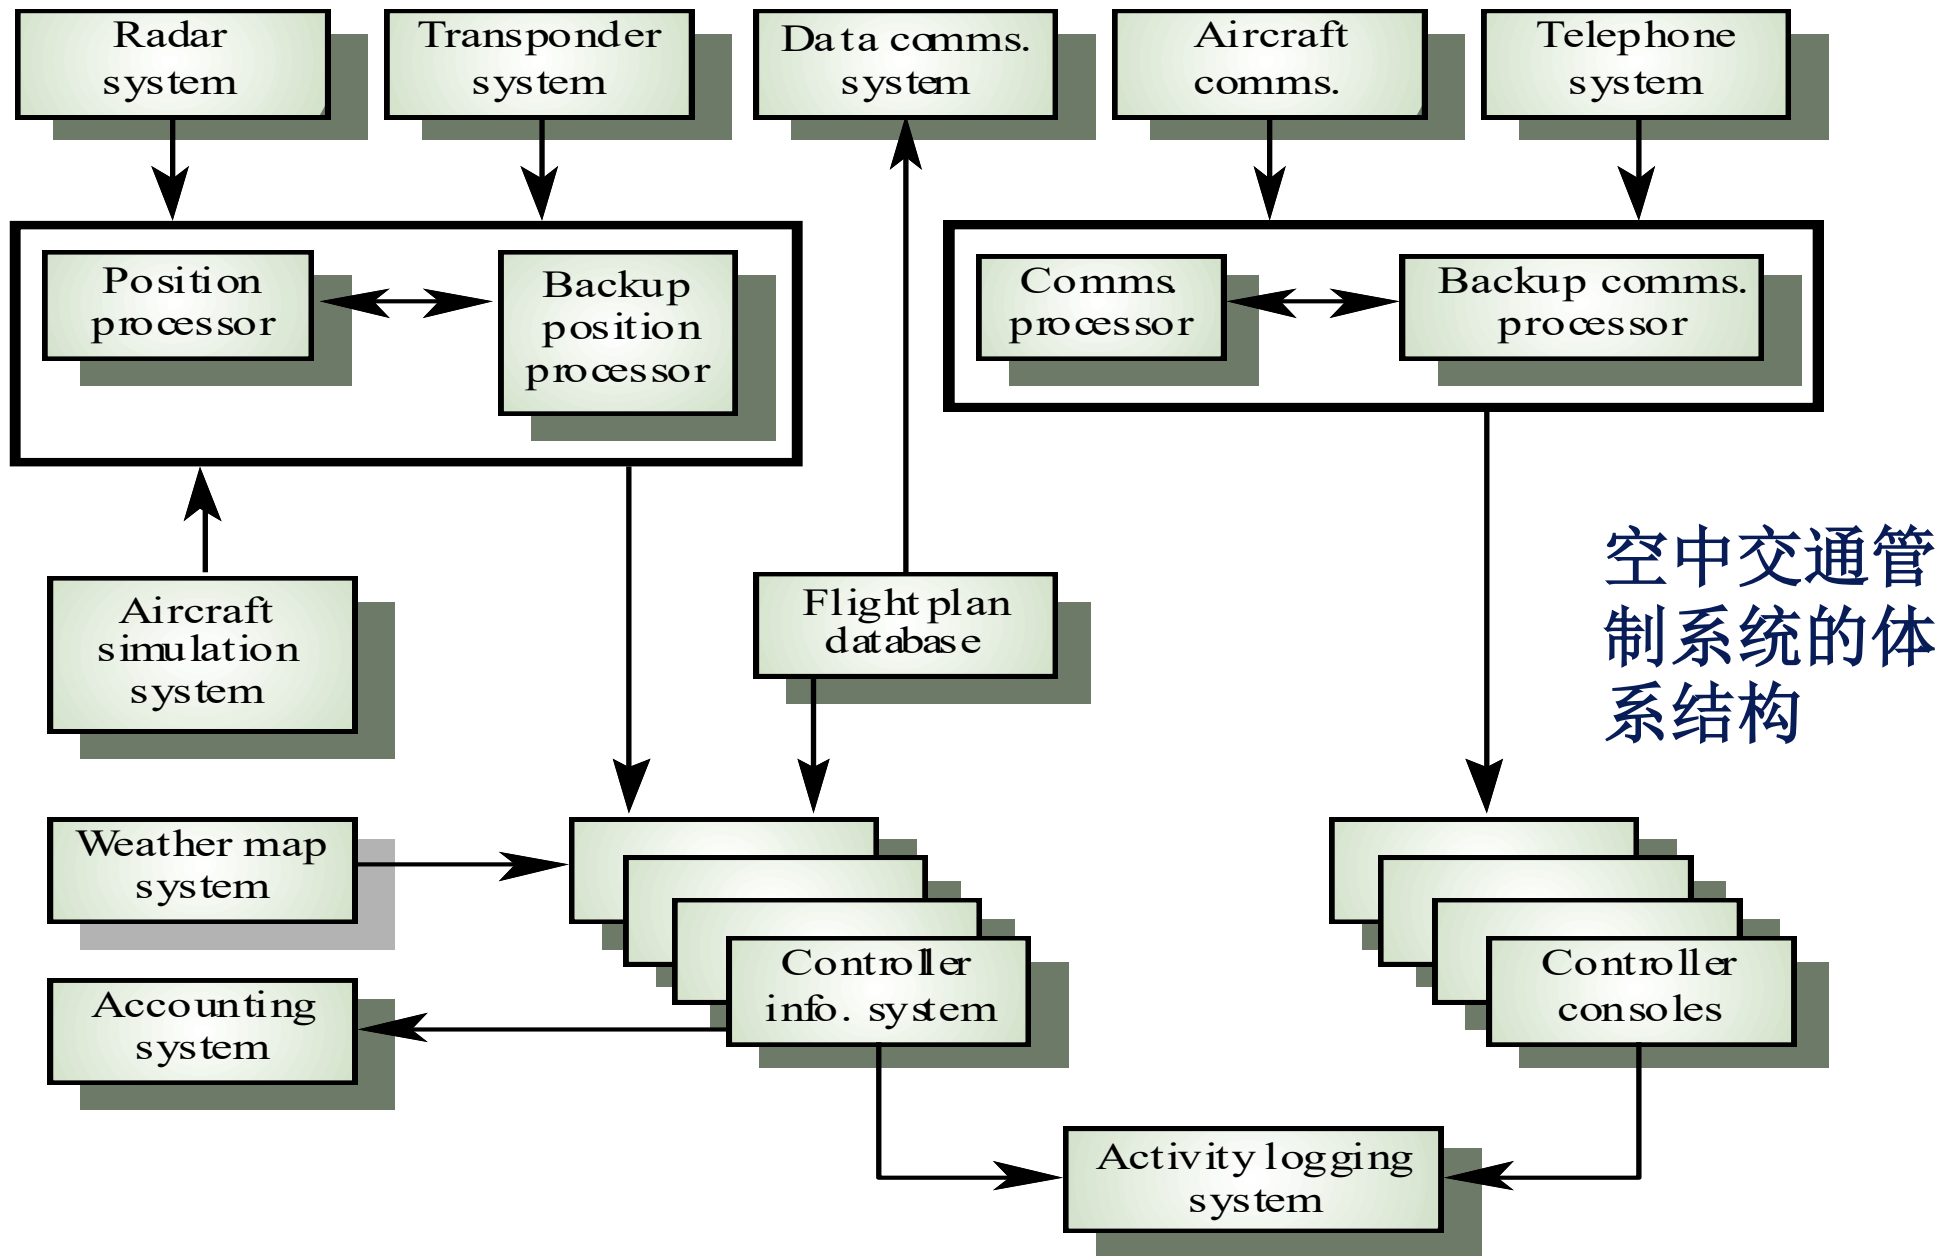 Radar
system
Transponder
system
Data comms.
system
Aircraft
comms.
Telephone
system
Position
processor
Backup
position
processor
Comms.
processor
Backup comms.
processor
Aircraft
simulation
system
Flight plan
database
空中交通管
制系统的体
系结构
Weather map
system
Controller
info. system
Controller
consoles
Accounting
system
Activity logging
system